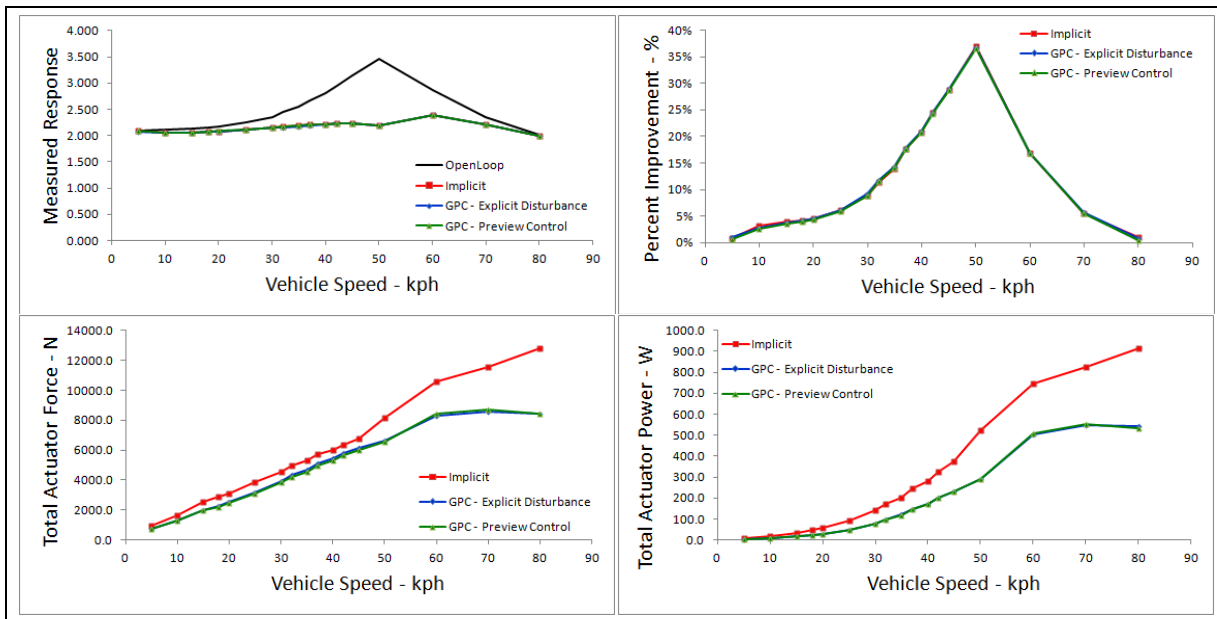 Measured Response
4.000
3.500
3.000
2.500
2.000
1.500
1.000
0.500
0.000
OpenLoop
Implicit
GPC - Explicit Disturbance
GPC - Preview Control
0 10 20 30 40 50 60 70 80 90
Vehicle Speed - kph
Percent Improvement - %
40%
35%
30%
25%
20%
15%
10%
5%
0%
Implicit
GPC - Explicit Disturbance
GPC - Preview Control
0 10 20 30 40 50 60 70 80 90
Vehicle Speed - kph
Total Actuator Force - N
14000.0
12000.0
10000.0
8000.0
6000.0
4000.0
2000.0
0.0
Implicit
GPC - Explicit Disturbance
GPC - Preview Control
0 10 20 30 40 50 60 70 80 90
Vehicle Speed - kph
Total Actuator Power - W
1000.0
900.0
800.0
700.0
600.0
500.0
400.0
300.0
200.0
100.0
0.0
Implicit
GPC - Explicit Disturbance
GPC - Preview Control
0 10 20 30 40 50 60 70 80 90
Vehicle Speed - kph